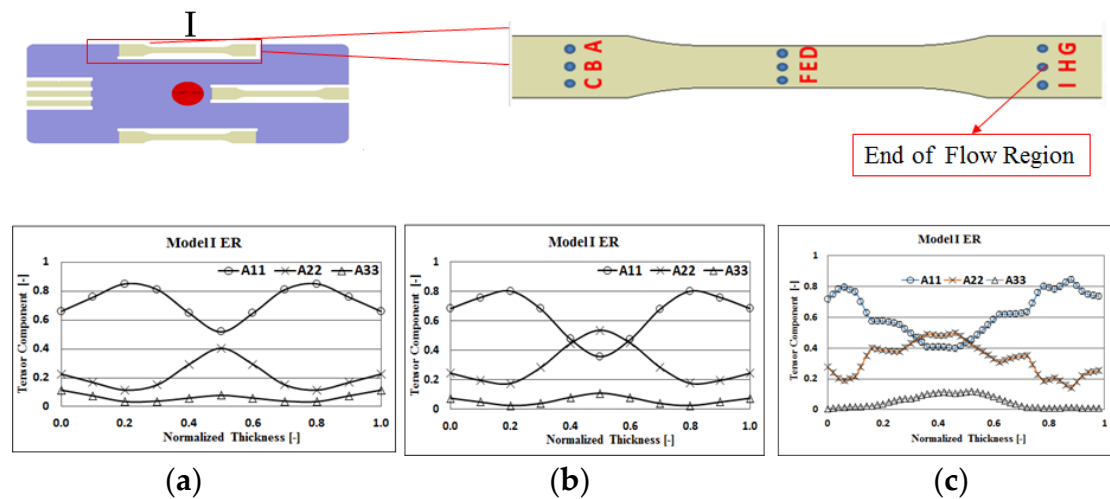 I
C B A
F E D
I H G
End of Flow Region
Model I ER
A11 A22 A33
Tensor Component [-]
1
0.8
0.6
0.4
0.2
0
0.0 0.2 0.4 0.6 0.8 1.0
Normalized Thickness [-]
(a)
Model I ER
A11 A22 A33
Tensor Component [-]
1
0.8
0.6
0.4
0.2
0
0.0 0.2 0.4 0.6 0.8 1.0
Normalized Thickness [-]
(b)
Model I ER
A11 A22 A33
Tensor Component [-]
1
0.8
0.6
0.4
0.2
0
0 0.2 0.4 0.6 0.8 1
Normalized Thickness [-]
(c)